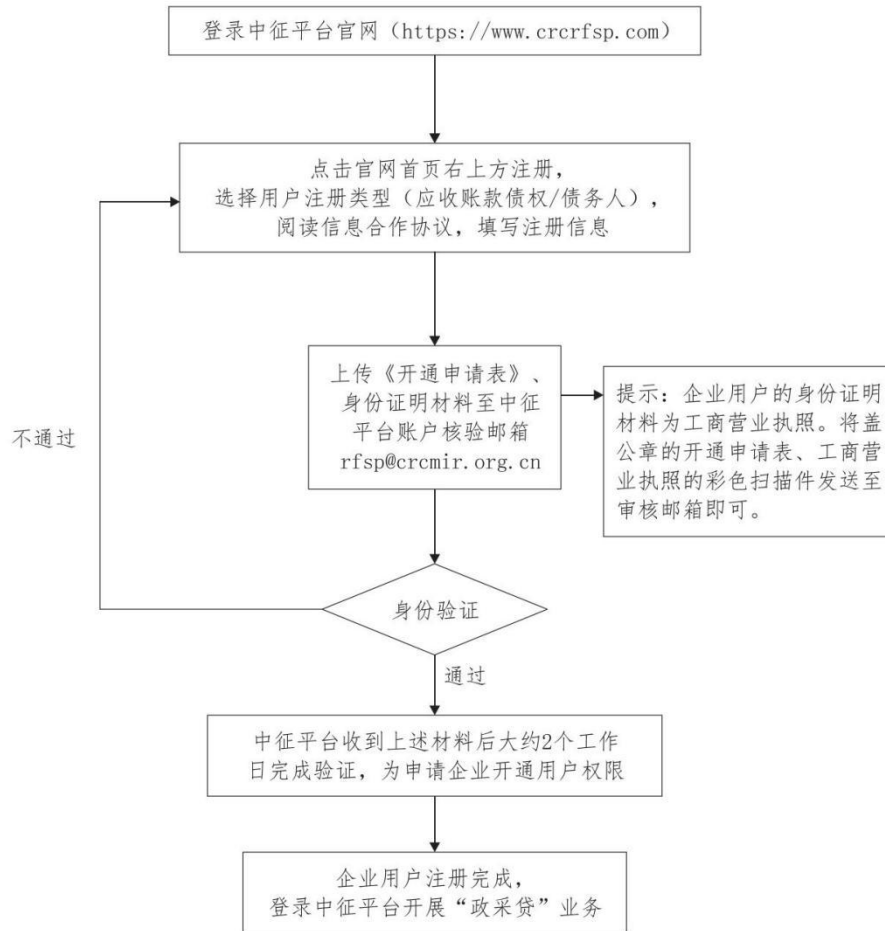 登录中征平台官网（https://www.crcrfsp.com）
点击官网首页右上方注册，
选择用户注册类型（应收账款债权/债务人），
阅读信息合作协议，填写注册信息
上传《开通申请表》、
身份证明材料至中征
平台账户核验邮箱
rfsp@crcmir.org.cn
提示：企业用户的身份证明
材料为工商营业执照。将盖
公章的开通申请表、工商营
业执照的彩色扫描件发送至
审核邮箱即可。
不通过
身份验证
通过
中征平台收到上述材料后大约2个工作
日完成验证，为申请企业开通用户权限
企业用户注册完成，
登录中征平台开展“政采贷”业务